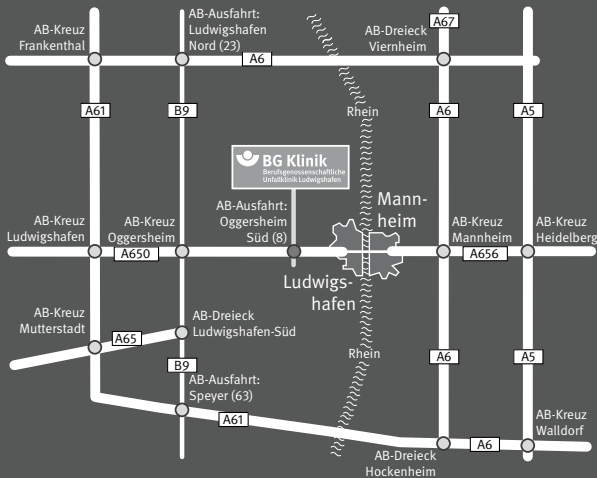 AB-Kreuz
Frankenthal
AB-Ausfahrt:
Ludwigshafen
Nord (23)
A6
AB-Dreieck
Viernheim
A67
A61
B9
Rhein
A6
A5
BG Klinik
Berufsgenossenschaftliche
Unfallklinik Ludwigshafen
AB-Kreuz
Ludwigshafen
AB-Kreuz
Oggersheim
AB-Ausfahrt:
Oggersheim
Süd (8)
Mann-
heim
AB-Kreuz
Mannheim
AB-Kreuz
Heidelberg
A650
A656
Ludwigs-
hafen
AB-Kreuz
Mutterstadt
A65
AB-Dreieck
Ludwigshafen-Süd
Rhein
A6
A5
B9
AB-Ausfahrt:
Speyer (63)
A61
AB-Dreieck
Hockenheim
A6
AB-Kreuz
Walldorf